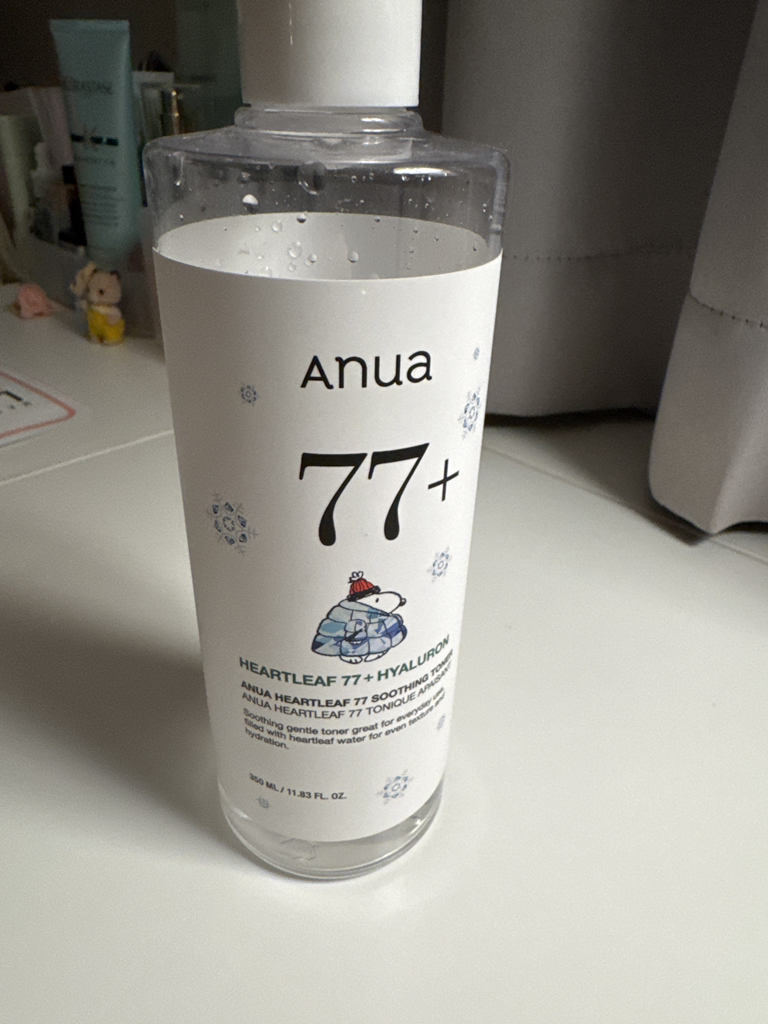 Anua
77+
HEARTLEAF 77+HYALURON
ANUA HEARTLEAF 77 SOOTHING TONER
ANUA HEARTLEAF 77 TONIQUE APAISANT
Soothing gentle toner great for everyday use,
filled with heartleaf water for even texture and
hydration.
350 ML / 11.83 FL. OZ.